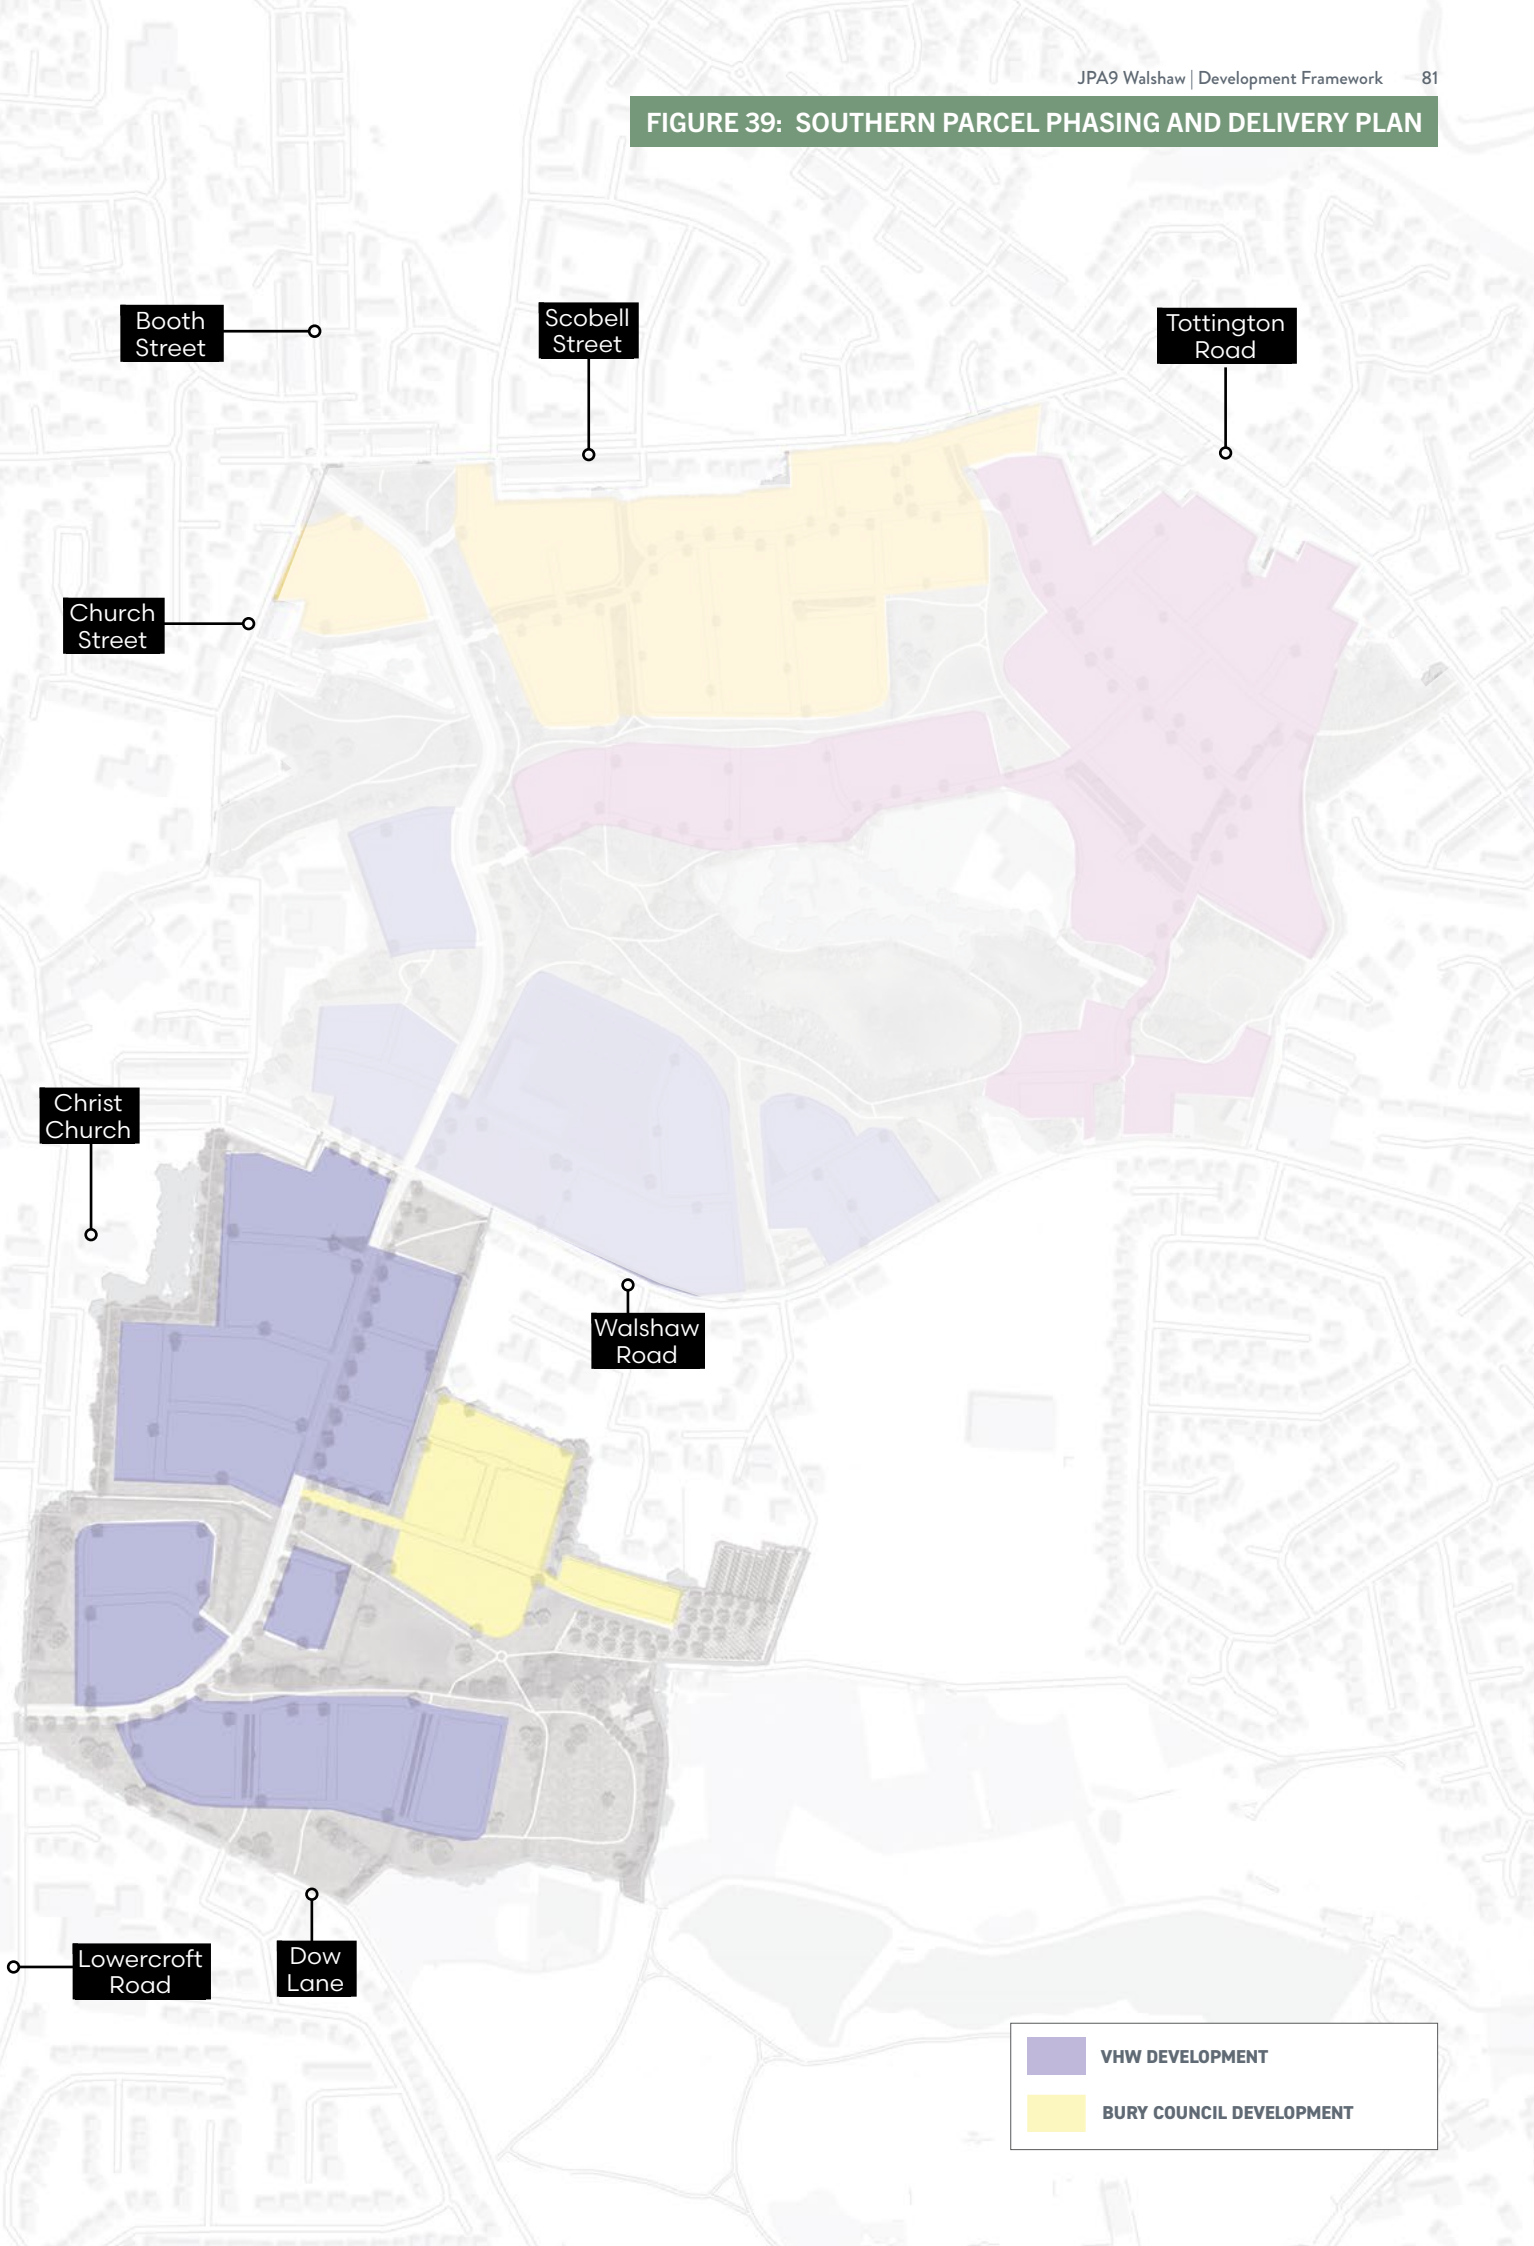 JPA9 Walshaw | Development Framework 81
FIGURE 39: SOUTHERN PARCEL PHASING AND DELIVERY PLAN
Booth
Street
Scobell
Street
Tottington
Road
Church
Street
Christ
Church
Walshaw
Road
Lowercroft
Road
Dow
Lane
VHW DEVELOPMENT
BURY COUNCIL DEVELOPMENT